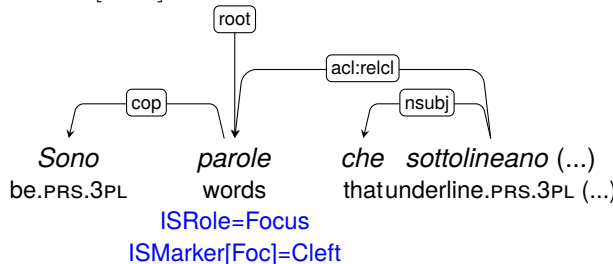 root
acl:relcl
cop nsubj
Sono parole che sottolineano (...)
be.PRS.3PL words that underline.PRS.3PL (...)
ISRole=Focus
ISMarker[Foc]=Cleft